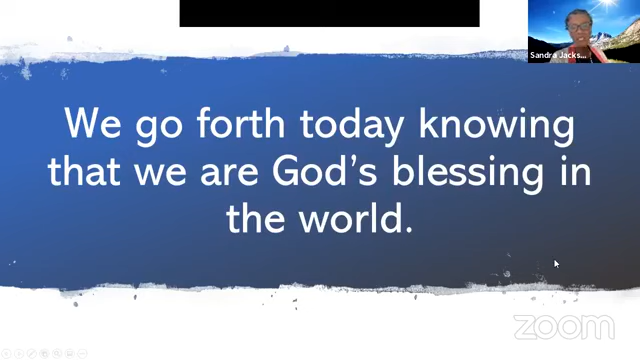 Sandra Jacks...
We go forth today knowing
that we are God's blessing in
the world.
zoom